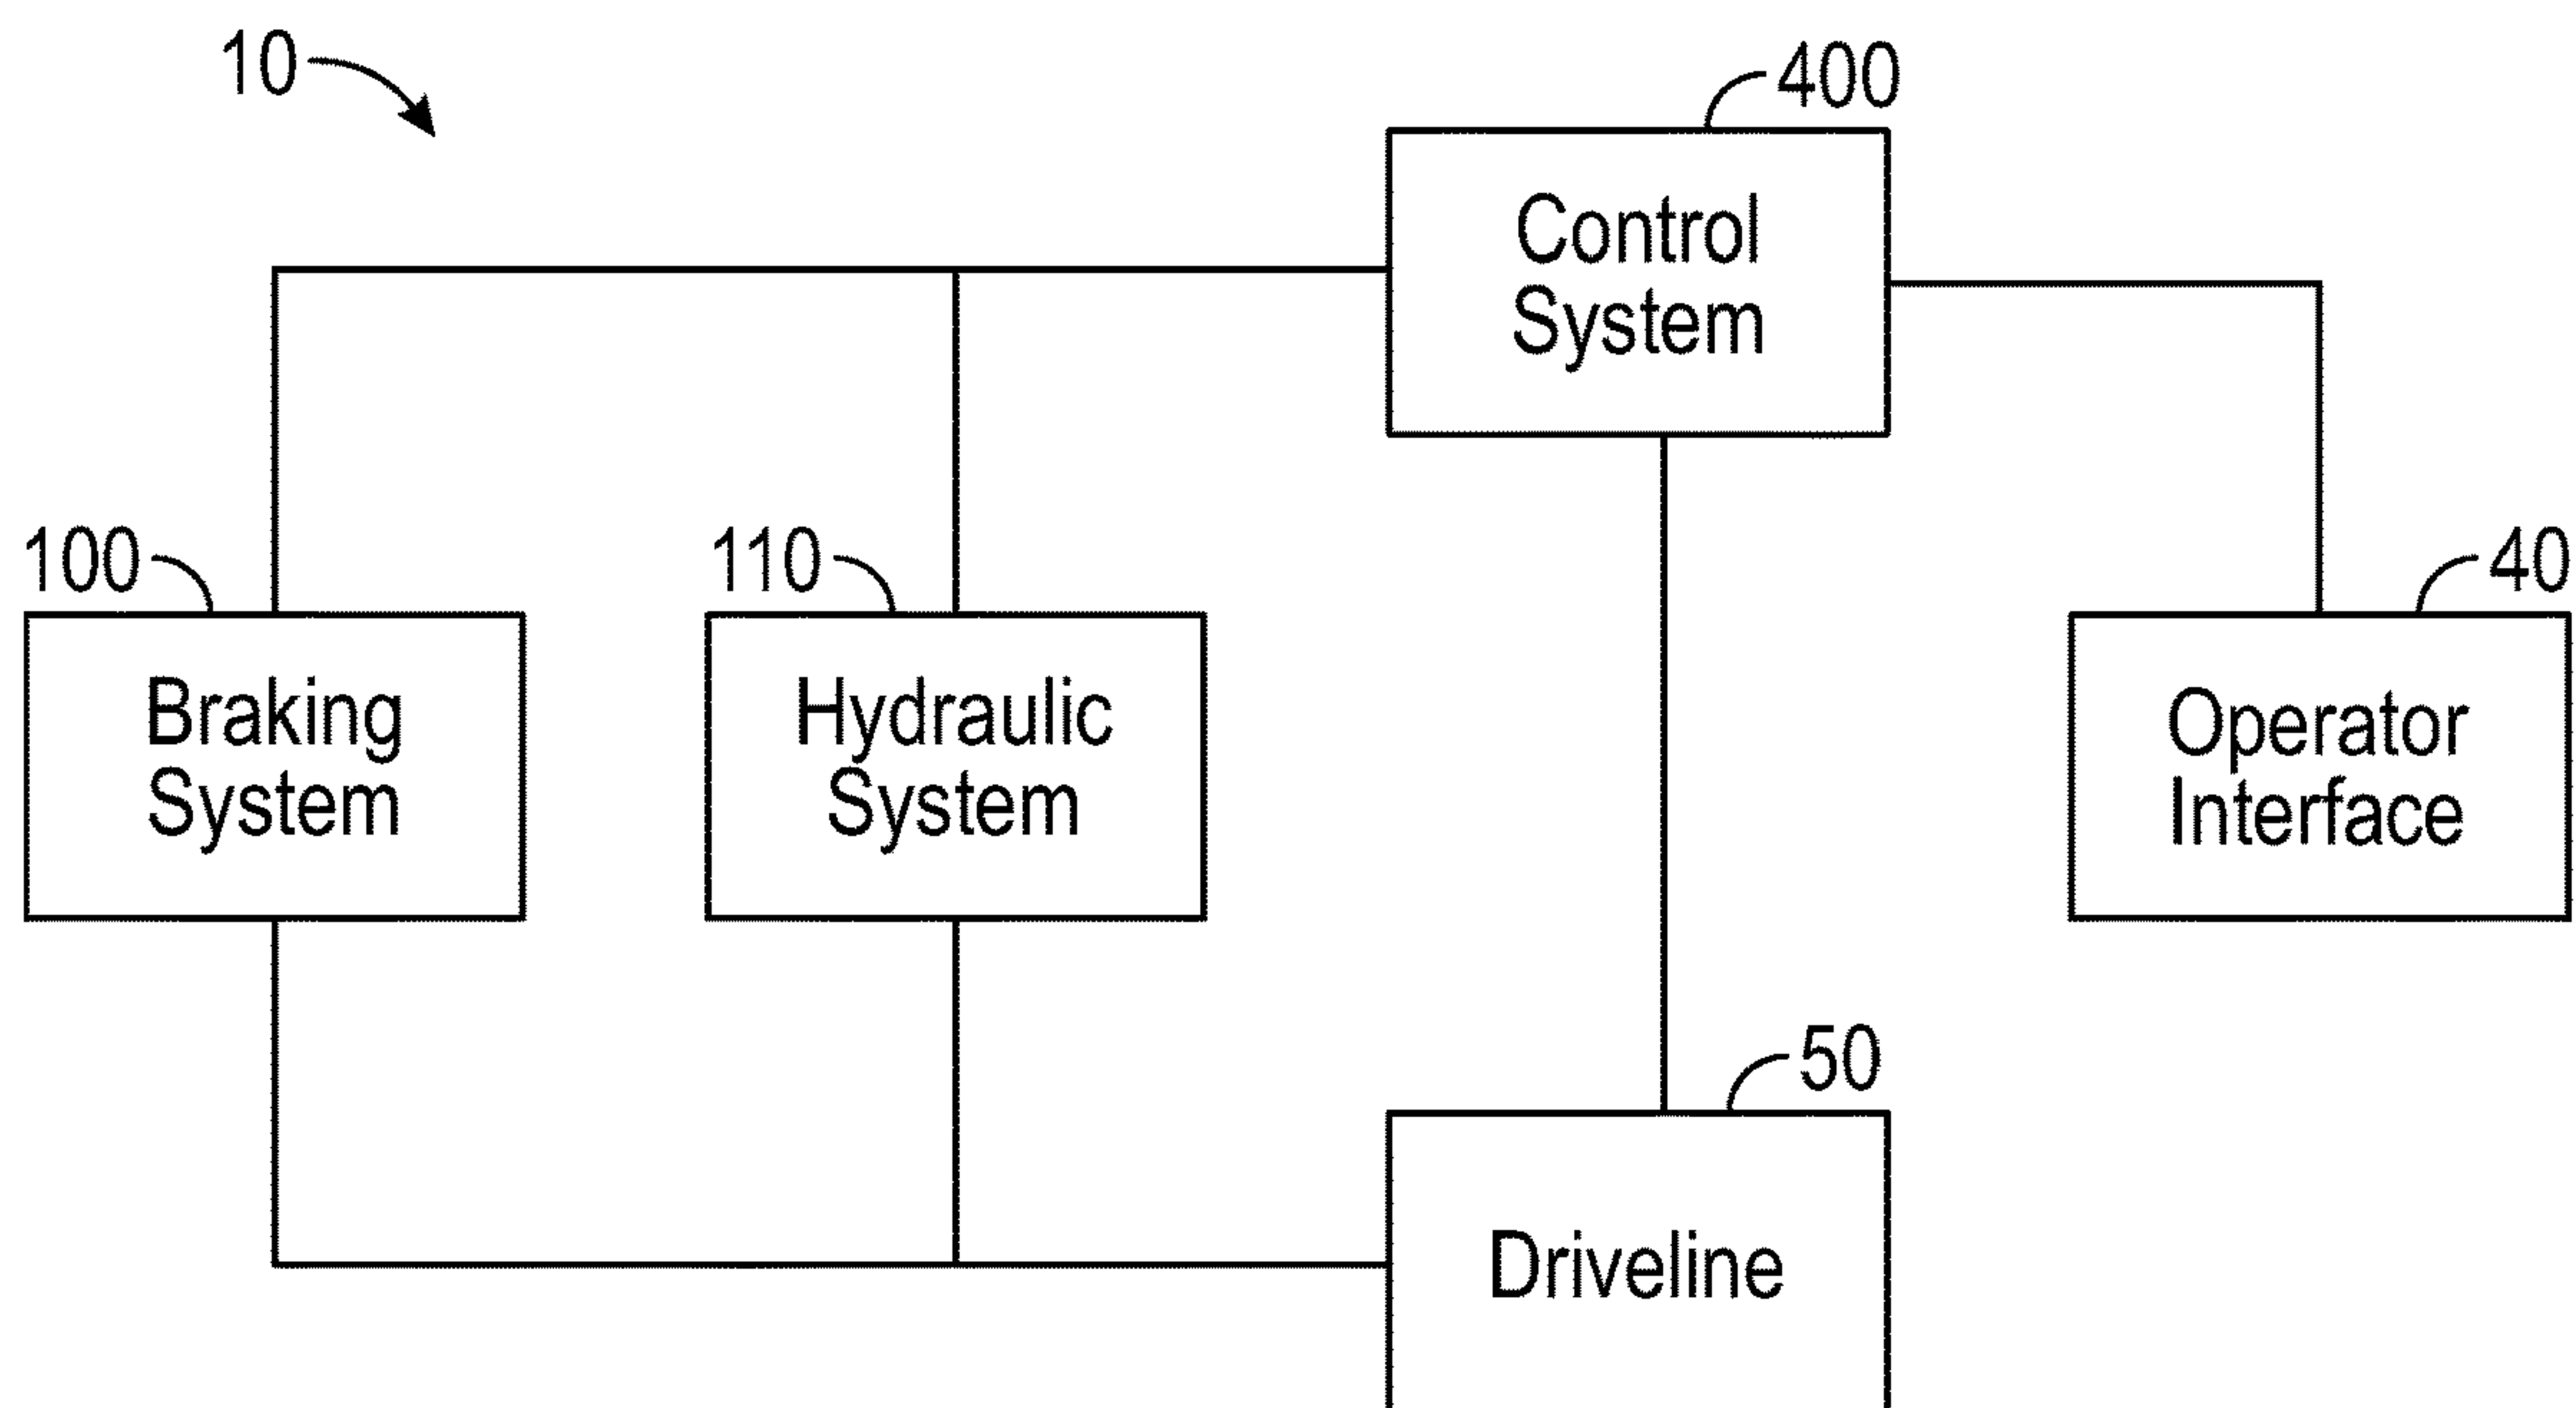 10
400
Control
System
100
110
40
Braking
System
Hydraulic
System
Operator
Interface
50
Driveline